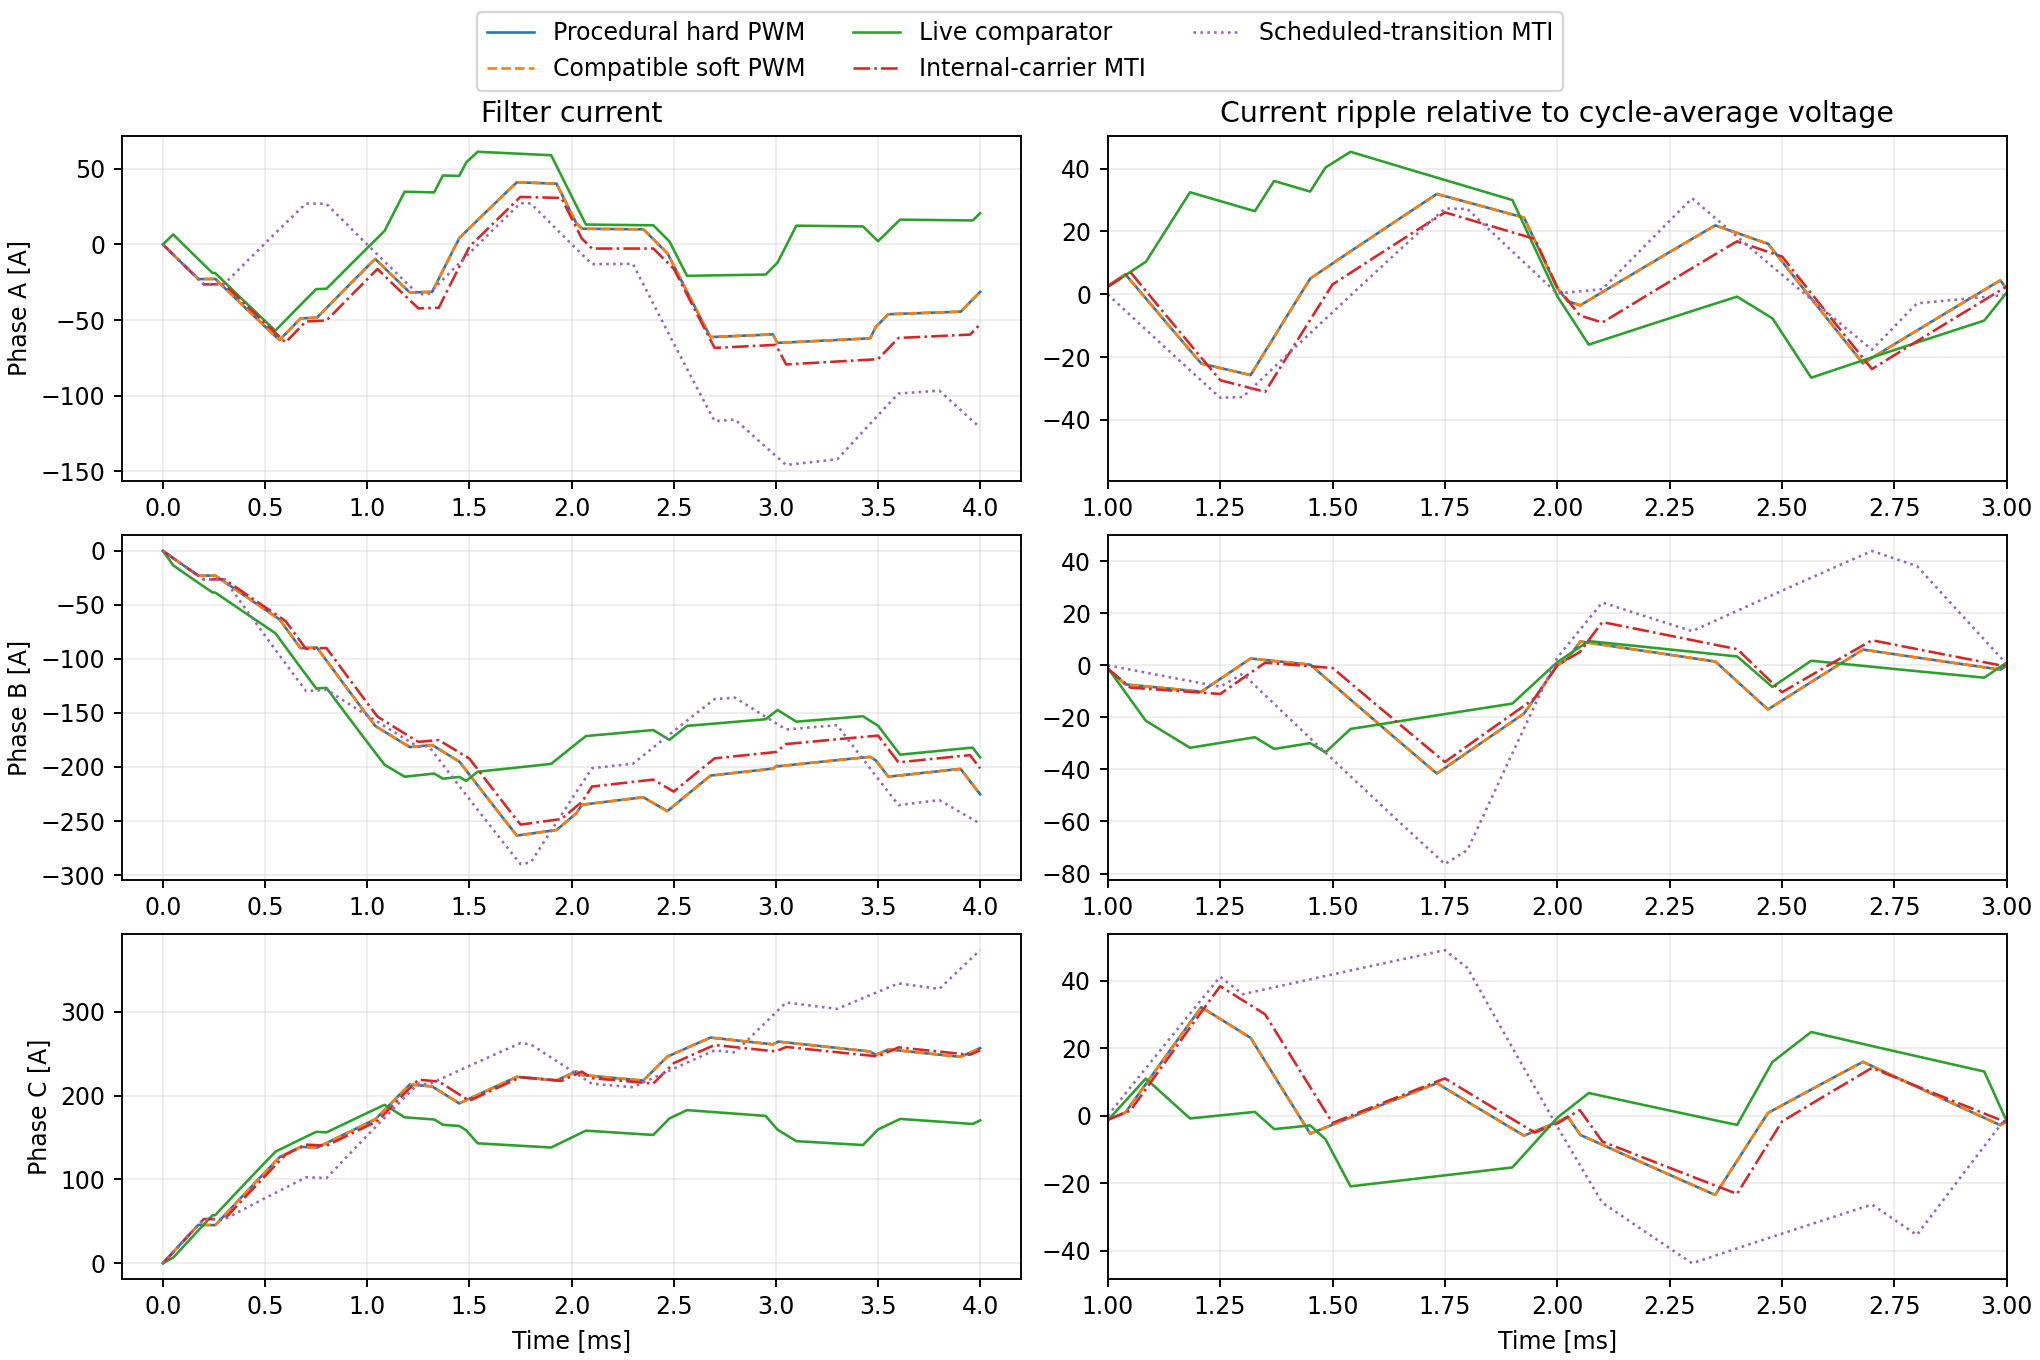 Procedural hard PWM
Compatible soft PWM
Live comparator
Internal-carrier MTI
Scheduled-transition MTI
Filter current
Current ripple relative to cycle-average voltage
Phase A [A]
50
0
−50
−100
−150
0.0 0.5 1.0 1.5 2.0 2.5 3.0 3.5 4.0
40
20
0
−20
−40
1.00 1.25 1.50 1.75 2.00 2.25 2.50 2.75 3.00
Phase B [A]
0
−50
−100
−150
−200
−250
−300
0.0 0.5 1.0 1.5 2.0 2.5 3.0 3.5 4.0
40
20
0
−20
−40
−60
−80
1.00 1.25 1.50 1.75 2.00 2.25 2.50 2.75 3.00
Phase C [A]
300
200
100
0
0.0 0.5 1.0 1.5 2.0 2.5 3.0 3.5 4.0
Time [ms]
40
20
0
−20
−40
1.00 1.25 1.50 1.75 2.00 2.25 2.50 2.75 3.00
Time [ms]